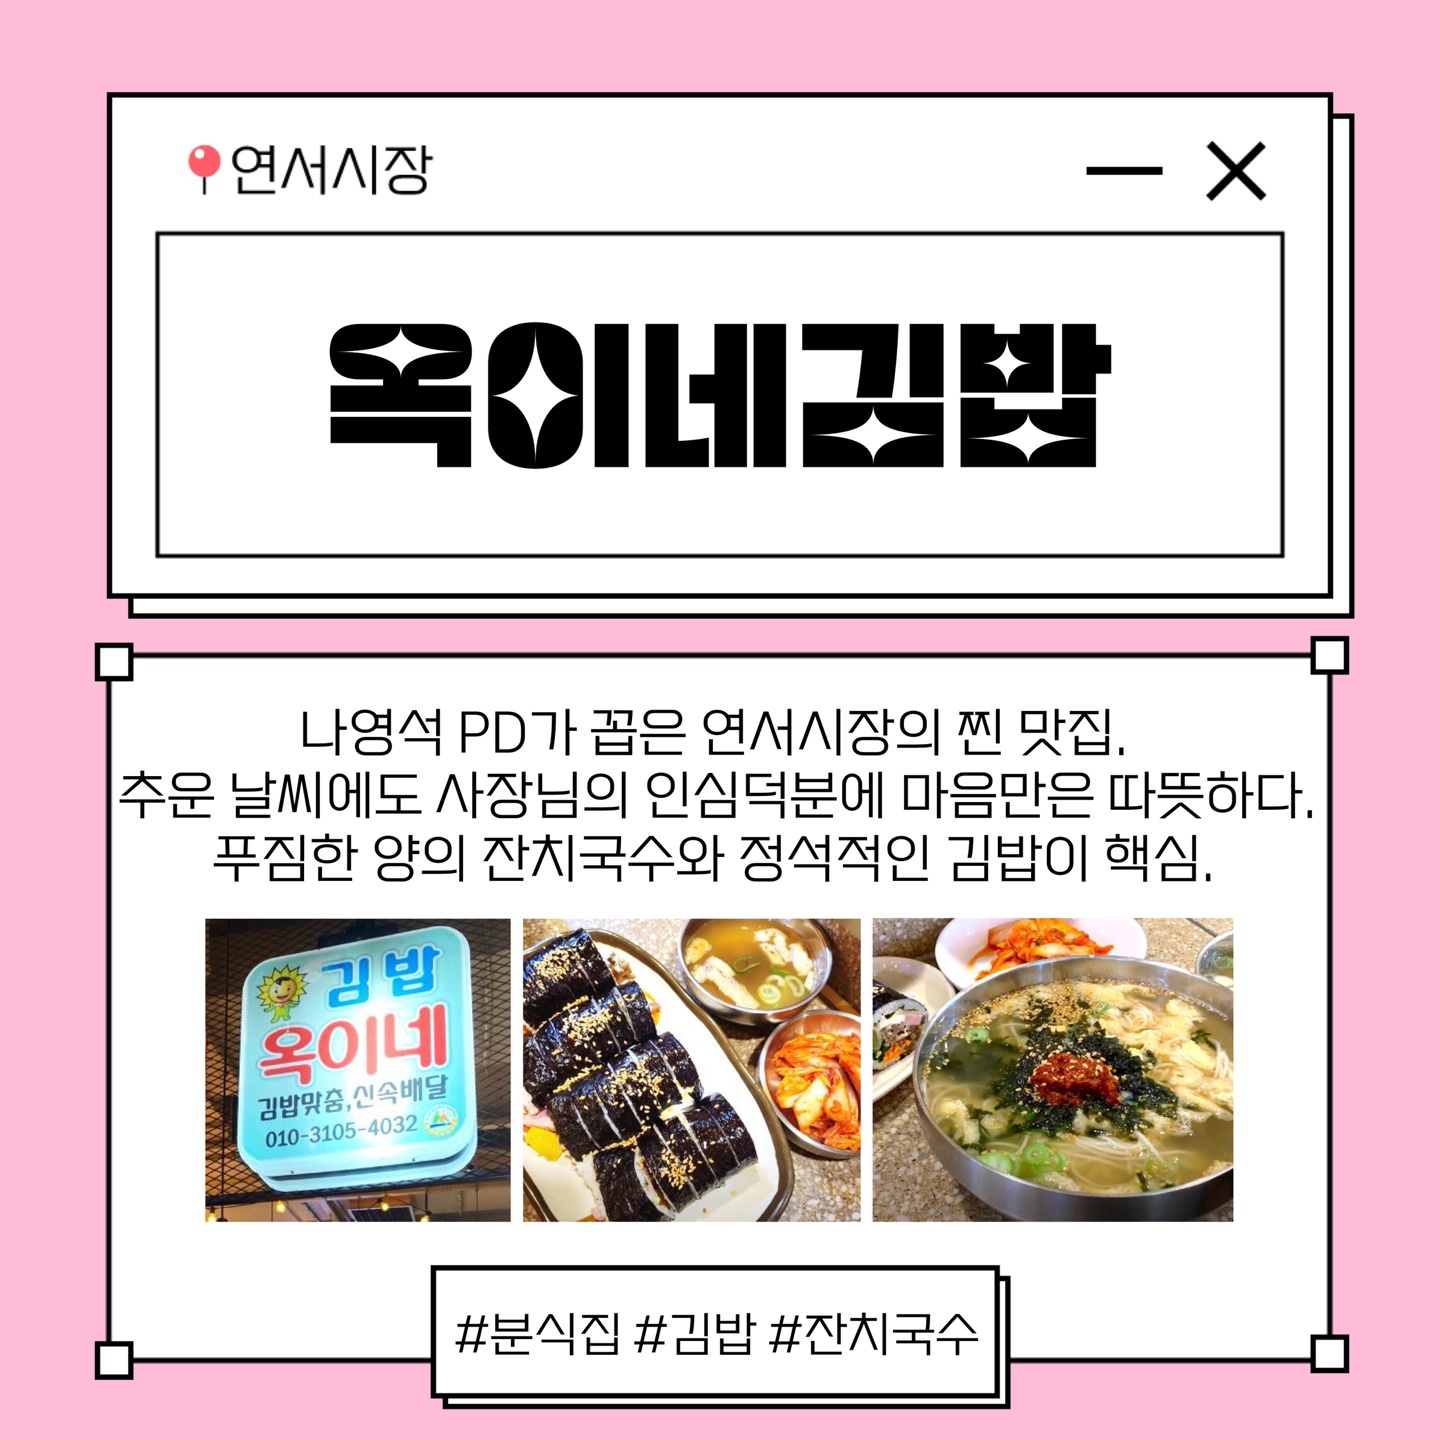 연서시장
옥이네김밥
나영석 PD가 꼽은 연서시장의 찐 맛집.
추운 날씨에도 사장님의 인심덕분에 마음만은 따뜻하다.
푸짐한 양의 잔치국수와 정석적인 김밥이 핵심.
김밥
옥이네
김밥맞춤,신속배달
010-3105-4032
#분식집 #김밥 #잔치국수